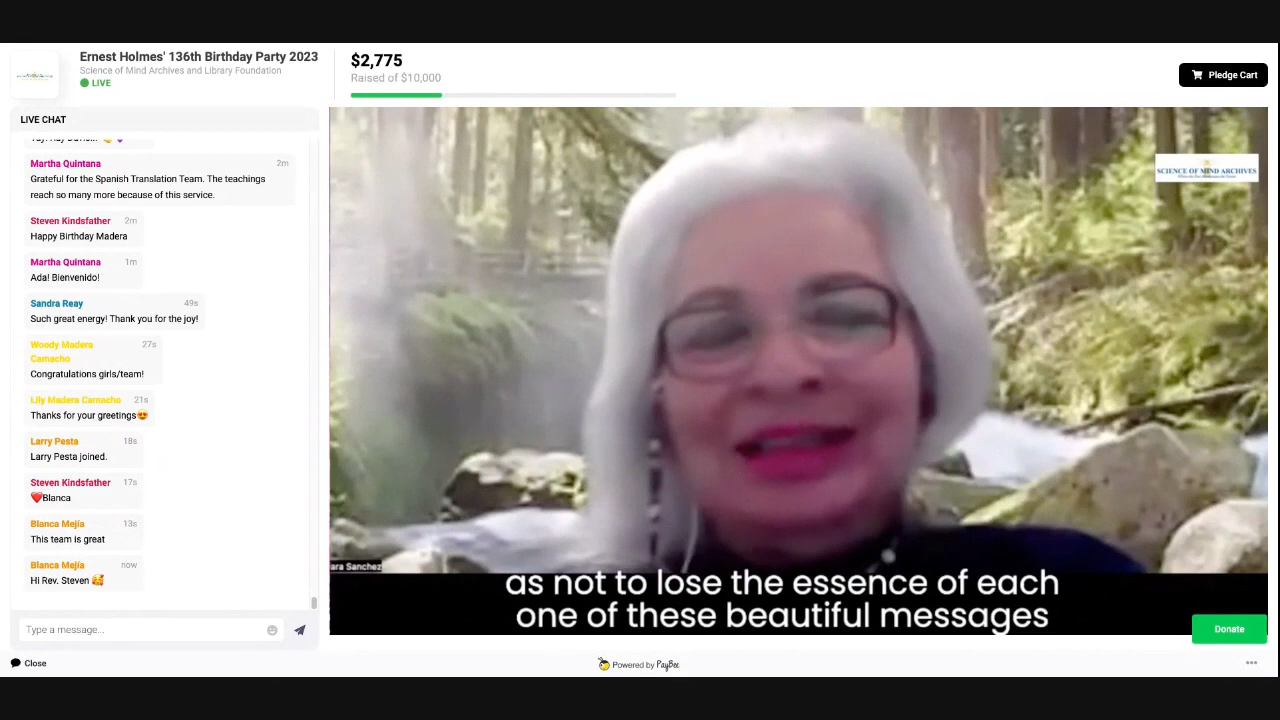 Ernest Holmes' 136th Birthday Party 2023
Science of Mind Archives and Library Foundation
LIVE
$2,775
Raised of $10,000
Pledge Cart
LIVE CHAT
Martha Quintana 2m
Grateful for the Spanish Translation Team. The teachings
reach so many more because of this service.
Steven Kindsfather 2m
Happy Birthday Madera
Martha Quintana 1m
Ada! Bienvenido!
Sandra Reay 49s
Such great energy! Thank you for the joy!
Woody Madera 27s
Camacho
Congratulations girls/team!
Lily Madera Camacho 21s
Thanks for your greetings😍
Larry Pesta 18s
Larry Pesta joined.
Steven Kindsfather 17s
❤️Blanca
Blanca Mejía 13s
This team is great
Blanca Mejía now
Hi Rev. Steven 🥰
Type a message...
Close
SCIENCE OF MIND ARCHIVES
ara Sanchez
as not to lose the essence of each
one of these beautiful messages
Donate
Powered by PayBee